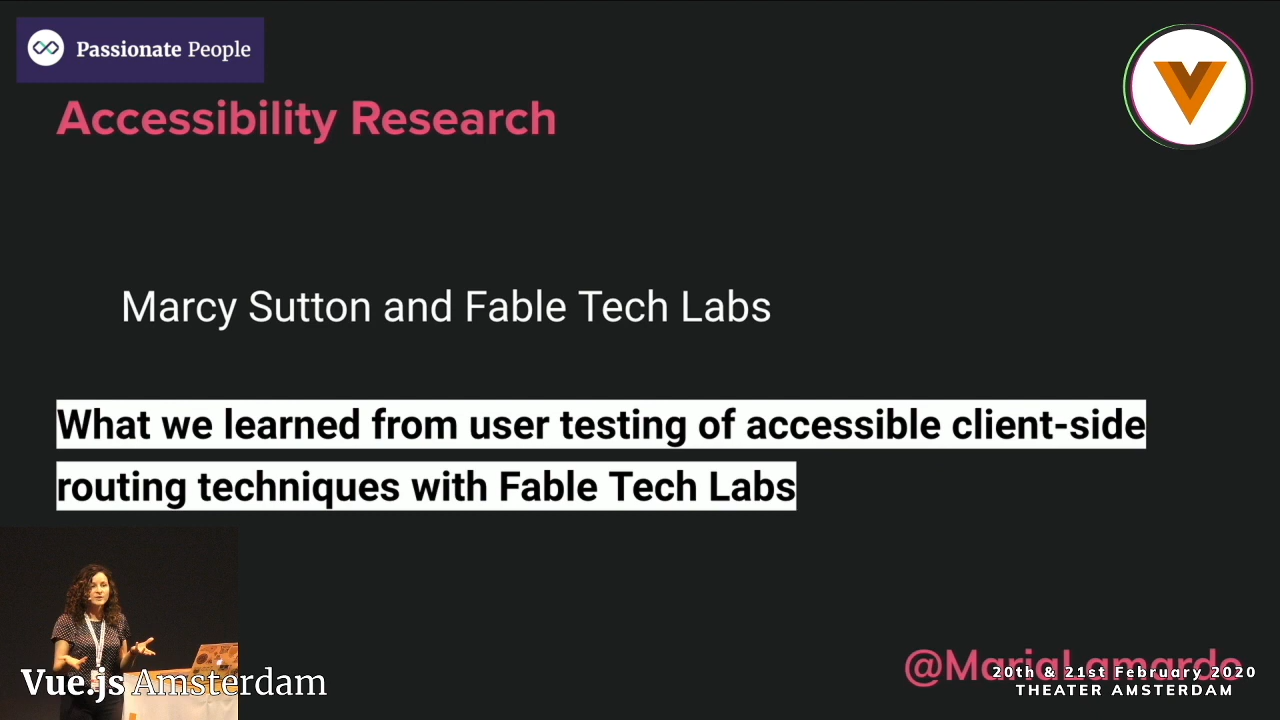 Passionate People
Accessibility Research
Marcy Sutton and Fable Tech Labs
What we learned from user testing of accessible client-side
routing techniques with Fable Tech Labs
@MariaLamardo
20th & 21st February 2020
THEATER AMSTERDAM
Vue.js Amsterdam